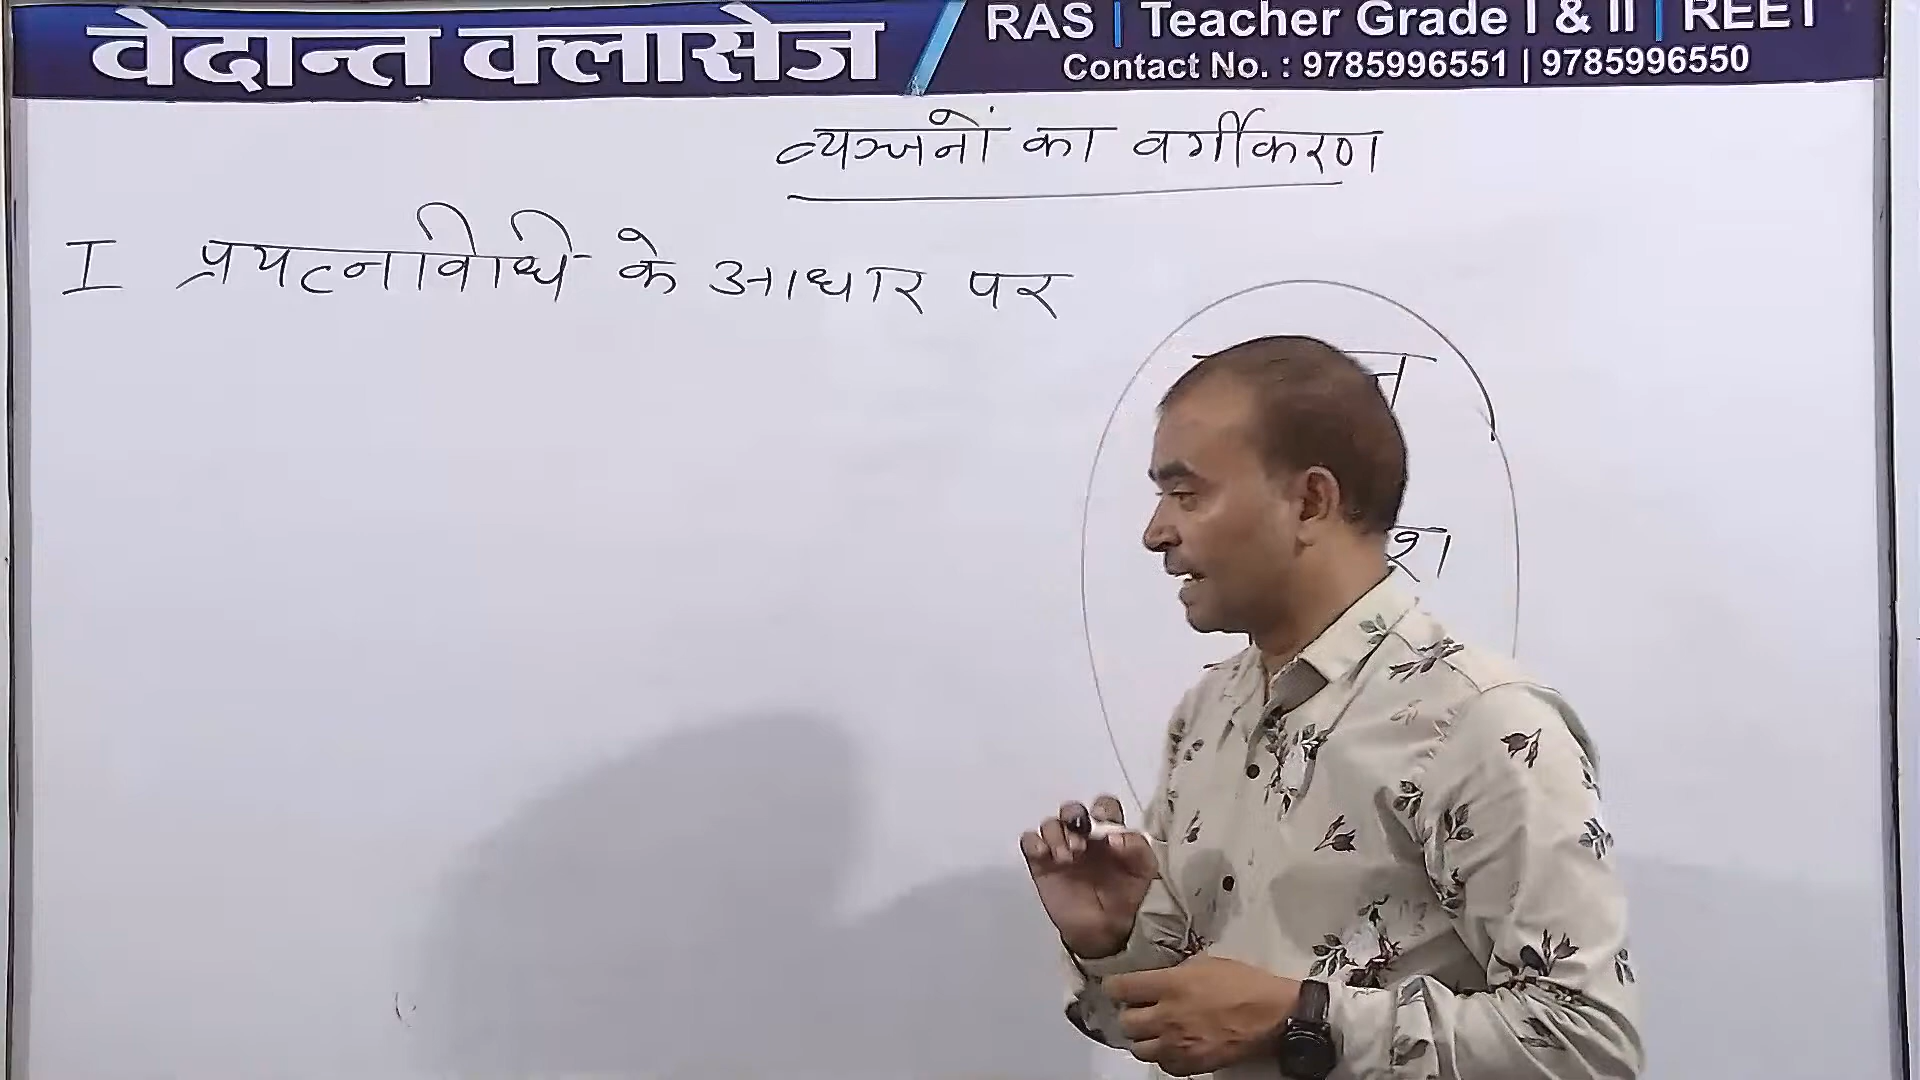 वेदान्त क्लासेज
RAS | Teacher Grade I & II | REET
Contact No. : 9785996551 | 9785996550
व्यञ्जनों का वर्गीकरण
I प्रयत्नविधि के आधार पर